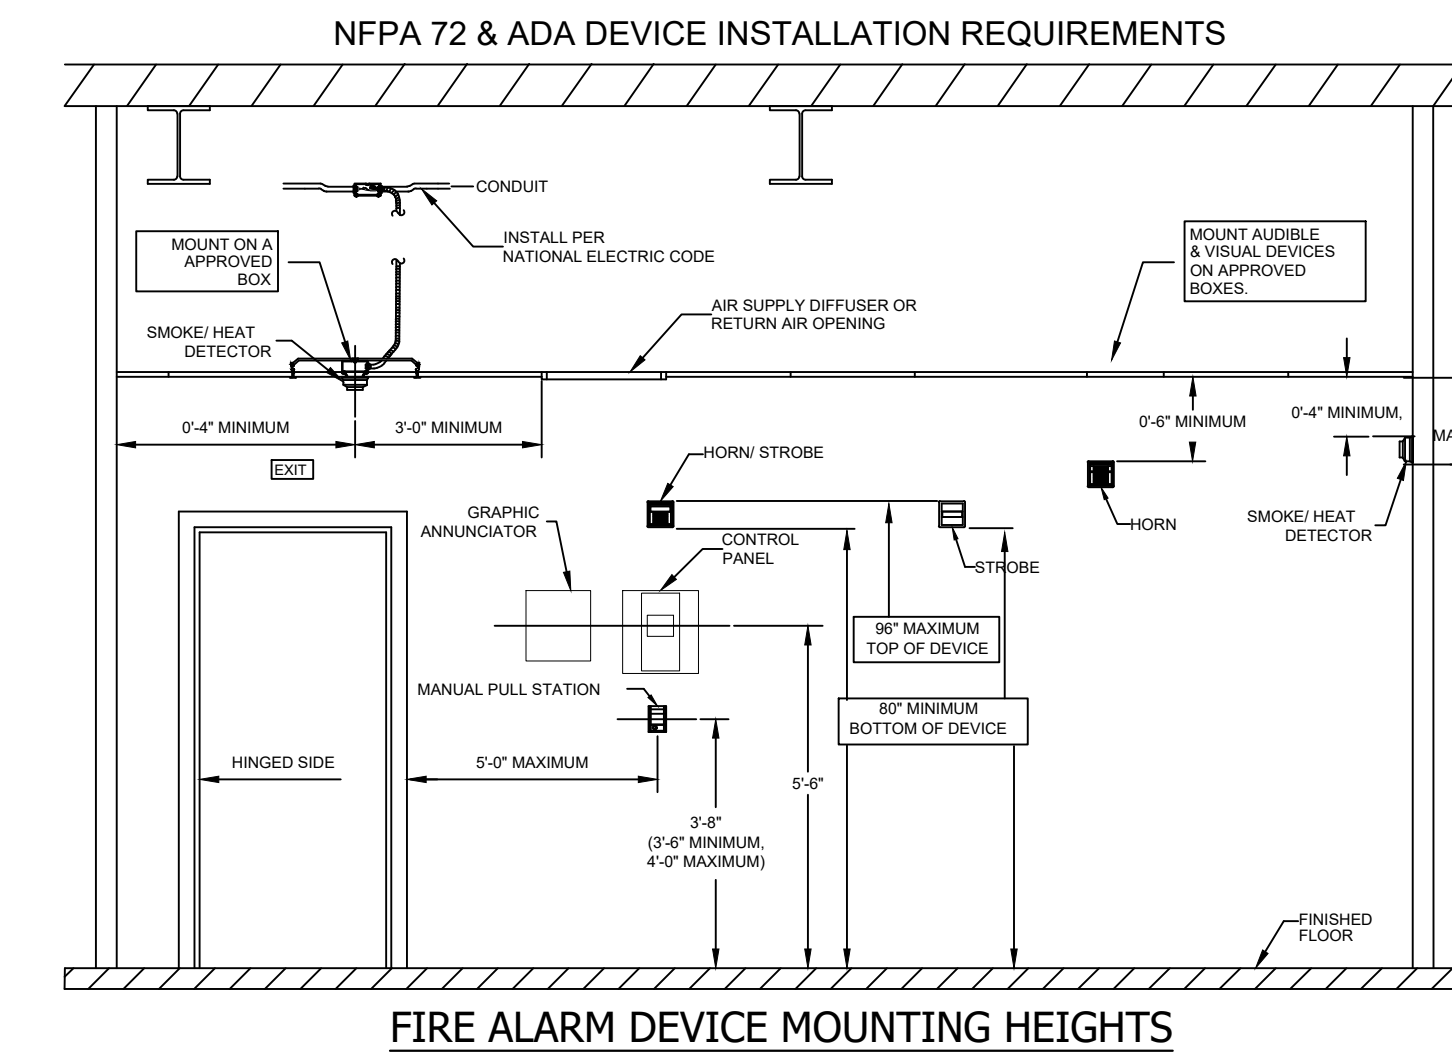 NFPA 72 & ADA DEVICE INSTALLATION REQUIREMENTS
CONDUIT
INSTALL PER
NATIONAL ELECTRIC CODE
MOUNT ON A
APPROVED
BOX
MOUNT AUDIBLE
& VISUAL DEVICES
ON APPROVED
BOXES.
AIR SUPPLY DIFFUSER OR
RETURN AIR OPENING
SMOKE/ HEAT
DETECTOR
0'-4" MINIMUM
3'-0" MINIMUM
0'-6" MINIMUM
0'-4" MINIMUM,
MA
EXIT
HORN/ STROBE
GRAPHIC
ANNUNCIATOR
CONTROL
PANEL
STROBE
HORN
SMOKE/ HEAT
DETECTOR
96" MAXIMUM
TOP OF DEVICE
MANUAL PULL STATION
80" MINIMUM
BOTTOM OF DEVICE
HINGED SIDE
5'-0" MAXIMUM
5'-6"
3'-8"
(3'-6" MINIMUM,
4'-0" MAXIMUM)
FINISHED
FLOOR
FIRE ALARM DEVICE MOUNTING HEIGHTS